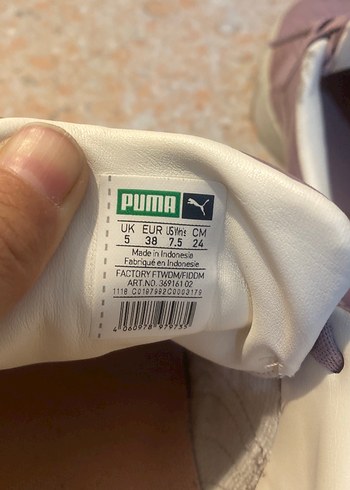 PUMA
UK EUR US Wn's CM
5 38 7.5 24
Made in Indonesia
Fabriqué en Indonésie
FACTORY FTWDM/FIDDM
ART.NO. 369161 02